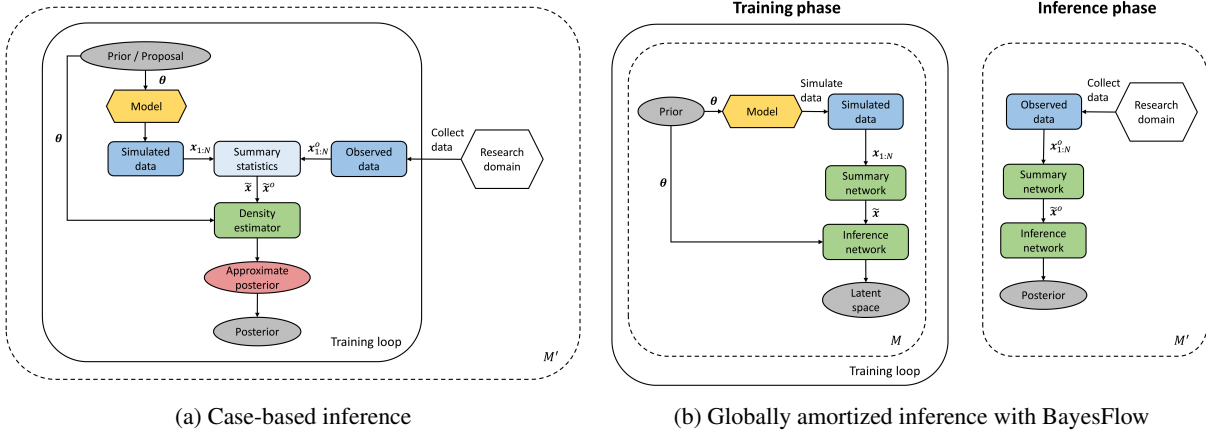 Prior / Proposal
θ
Model
θ
Simulated
data
x1:N
Summary
statistics
x°1:N
Observed
data
Collect
data
Research
domain
x̃ x̃°
Density
estimator
Approximate
posterior
Posterior
Training loop
M′
(a) Case-based inference
Training phase
Prior
θ
Model
Simulate
data
Simulated
data
x1:N
θ
Summary
network
x̃
Inference
network
Latent
space
M
Training loop
Inference phase
Observed
data
Collect
data
Research
domain
x°1:N
Summary
network
x̃°
Inference
network
Posterior
M′
(b) Globally amortized inference with BayesFlow